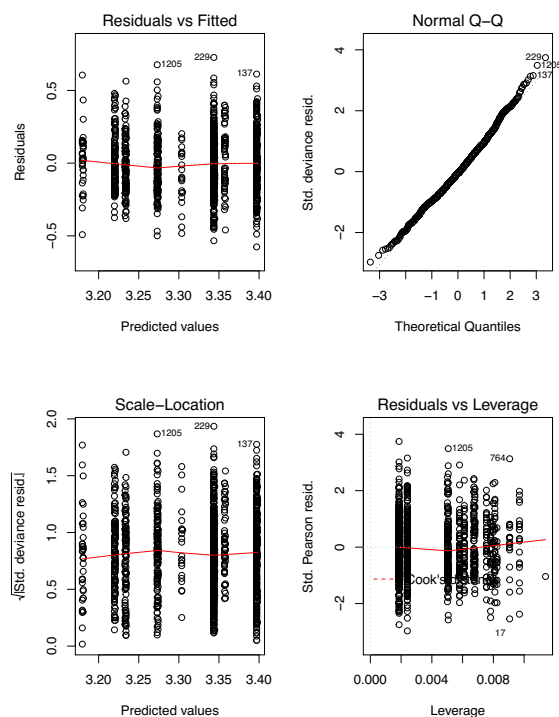 Residuals vs Fitted
Residuals
0.5
0.0
−0.5
1205
229
137
3.20 3.25 3.30 3.35 3.40
Predicted values
Normal Q−Q
Std. deviance resid.
4
2
0
−2
229
1205
137
−3 −1 0 1 2 3
Theoretical Quantiles
Scale−Location
√|Std. deviance resid.|
2.0
1.5
1.0
0.5
0.0
1205
229
137
3.20 3.25 3.30 3.35 3.40
Predicted values
Residuals vs Leverage
Std. Pearson resid.
4
2
0
−2
1205
764
Cook's distance
17
0.000 0.004 0.008
Leverage